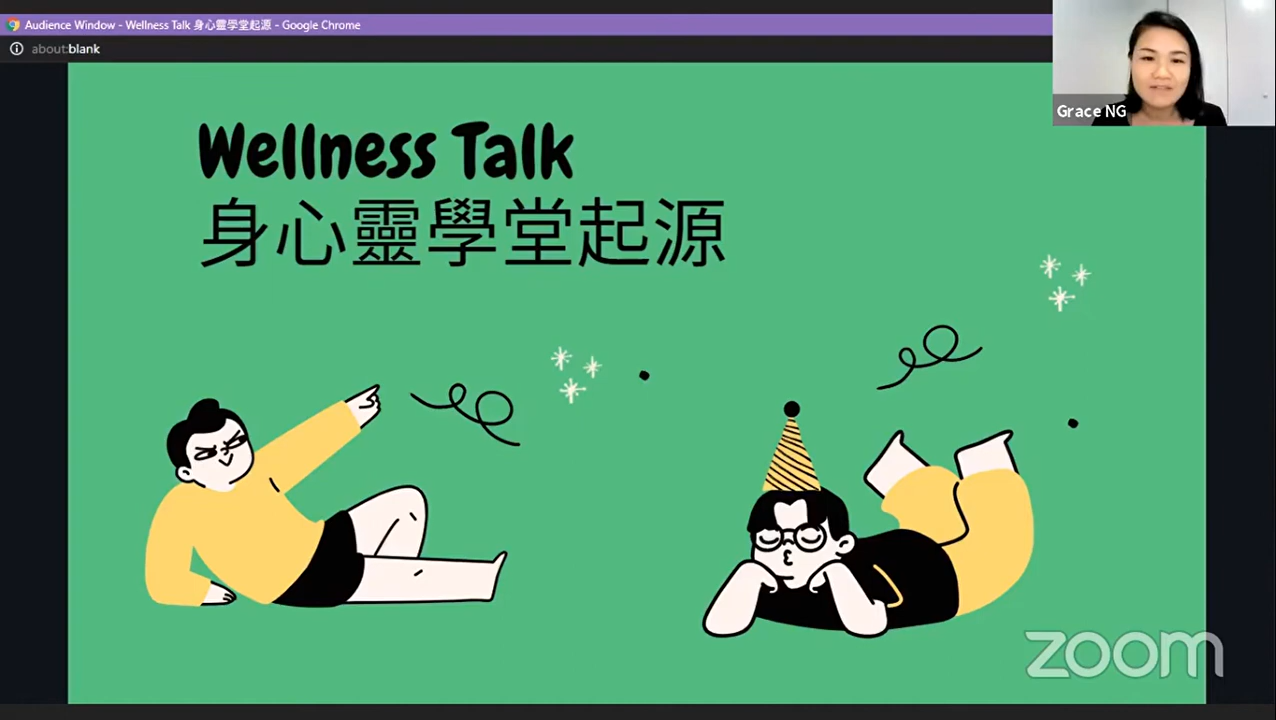 Audience Window - Wellness Talk 身心靈學堂起源 - Google Chrome
about:blank
Grace NG
Wellness Talk
身心靈學堂起源
zoom